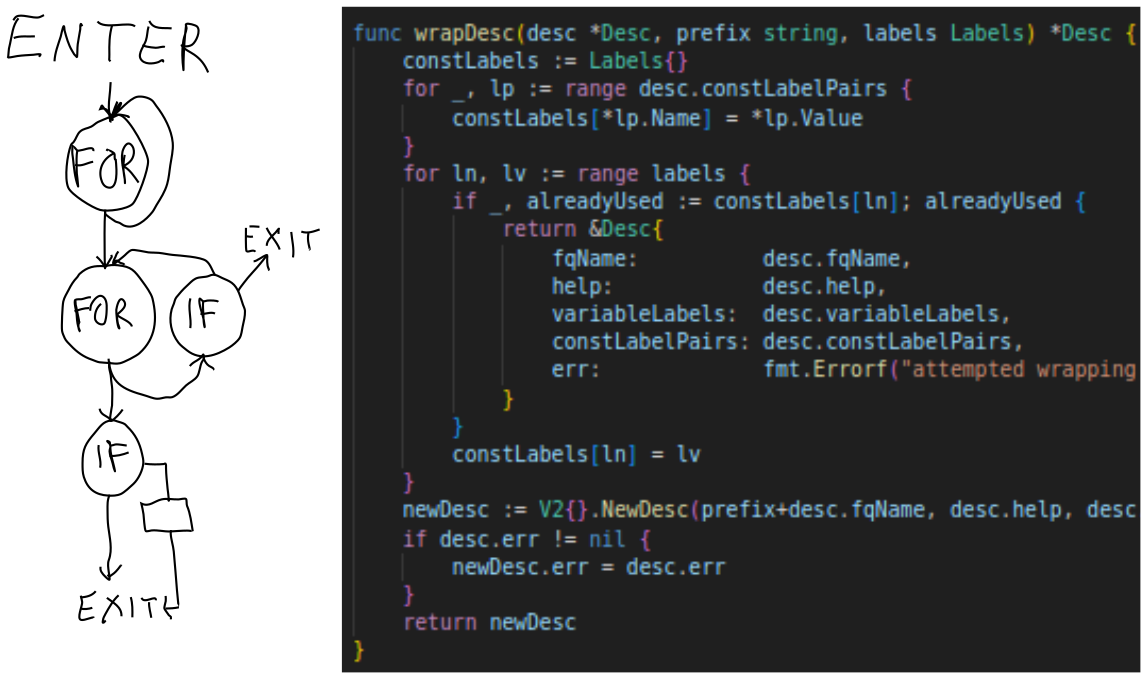 ENTER
FOR
EXIT
FOR
IF
IF
EXIT
func wrapDesc(desc *Desc, prefix string, labels Labels) *Desc {
constLabels := Labels{}
for _, lp := range desc.constLabelPairs {
constLabels[*lp.Name] = *lp.Value
}
for ln, lv := range labels {
if _, alreadyUsed := constLabels[ln]; alreadyUsed {
return &Desc{
fqName: desc.fqName,
help: desc.help,
variableLabels: desc.variableLabels,
constLabelPairs: desc.constLabelPairs,
err: fmt.Errorf("attempted wrapping
}
}
constLabels[ln] = lv
}
newDesc := V2{}.NewDesc(prefix+desc.fqName, desc.help, desc
if desc.err != nil {
newDesc.err = desc.err
}
return newDesc
}